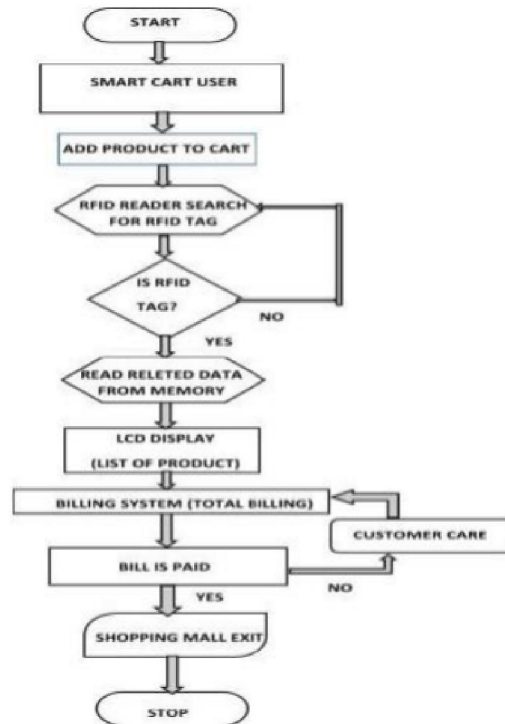 START
SMART CART USER
ADD PRODUCT TO CART
RFID READER SEARCH
FOR RFID TAG
IS RFID
TAG?
NO
YES
READ RELETED DATA
FROM MEMORY
LCD DISPLAY
(LIST OF PRODUCT)
BILLING SYSTEM (TOTAL BILLING)
CUSTOMER CARE
BILL IS PAID
NO
YES
SHOPPING MALL EXIT
STOP